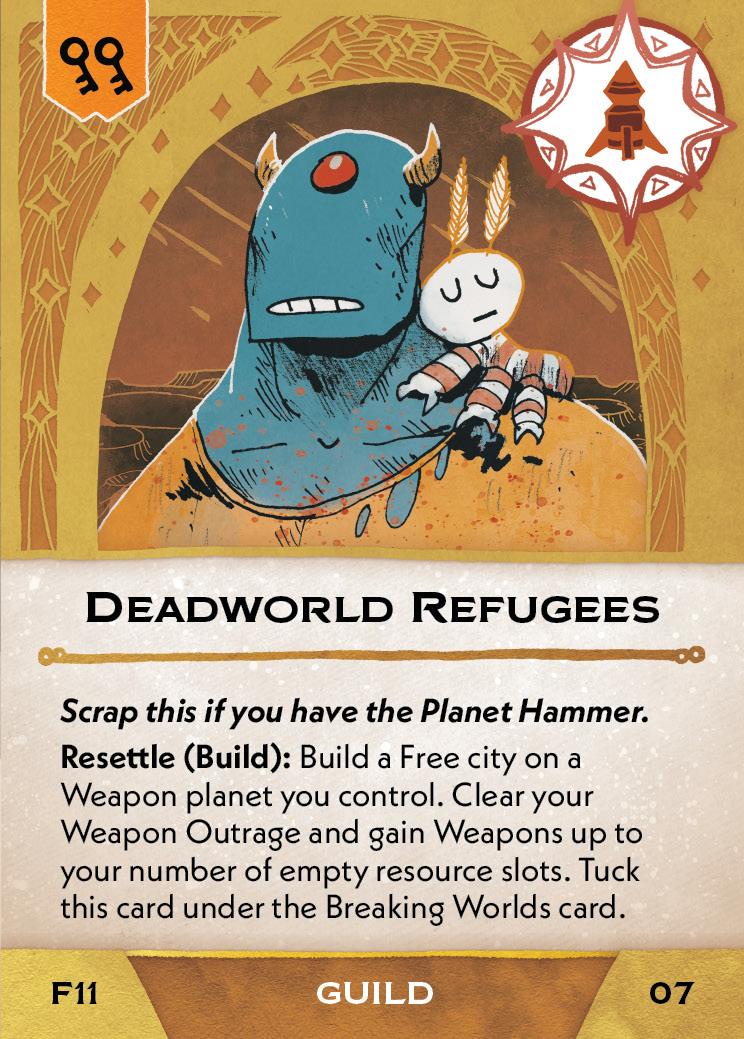 Deadworld Refugees
Scrap this if you have the Planet Hammer.
Resettle (Build): Build a Free city on a
Weapon planet you control. Clear your
Weapon Outrage and gain Weapons up to
your number of empty resource slots. Tuck
this card under the Breaking Worlds card.
F11 GUILD 07